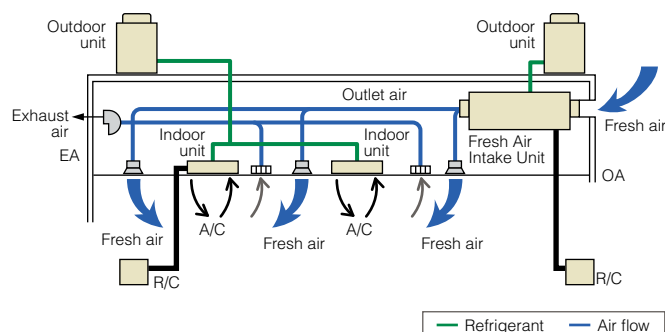 Outdoor
unit
Outdoor
unit
Outlet air
Exhaust
air
Indoor
unit
Indoor
unit
Fresh Air
Intake Unit
Fresh air
EA
OA
Fresh air
A/C
Fresh air
A/C
Fresh air
R/C
R/C
Refrigerant
Air flow